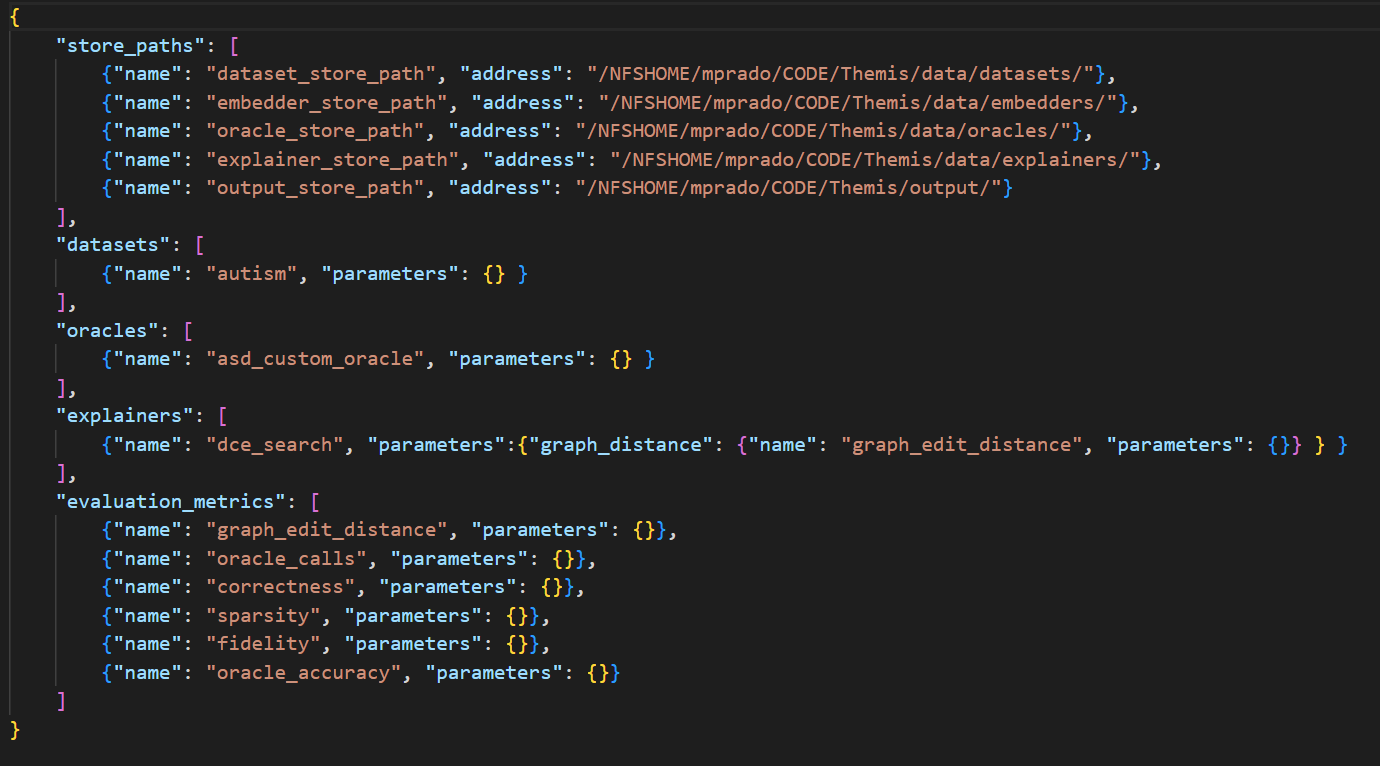 {
    "store_paths": [
        {"name": "dataset_store_path", "address": "/NFSHOME/mprado/CODE/Themis/data/datasets/"},
        {"name": "embedder_store_path", "address": "/NFSHOME/mprado/CODE/Themis/data/embedders/"},
        {"name": "oracle_store_path", "address": "/NFSHOME/mprado/CODE/Themis/data/oracles/"},
        {"name": "explainer_store_path", "address": "/NFSHOME/mprado/CODE/Themis/data/explainers/"},
        {"name": "output_store_path", "address": "/NFSHOME/mprado/CODE/Themis/output/"}
    ],
    "datasets": [
        {"name": "autism", "parameters": {} }
    ],
    "oracles": [
        {"name": "asd_custom_oracle", "parameters": {} }
    ],
    "explainers": [
        {"name": "dce_search", "parameters":{"graph_distance": {"name": "graph_edit_distance", "parameters": {}} } }
    ],
    "evaluation_metrics": [
        {"name": "graph_edit_distance", "parameters": {}},
        {"name": "oracle_calls", "parameters": {}},
        {"name": "correctness", "parameters": {}},
        {"name": "sparsity", "parameters": {}},
        {"name": "fidelity", "parameters": {}},
        {"name": "oracle_accuracy", "parameters": {}}
    ]
}